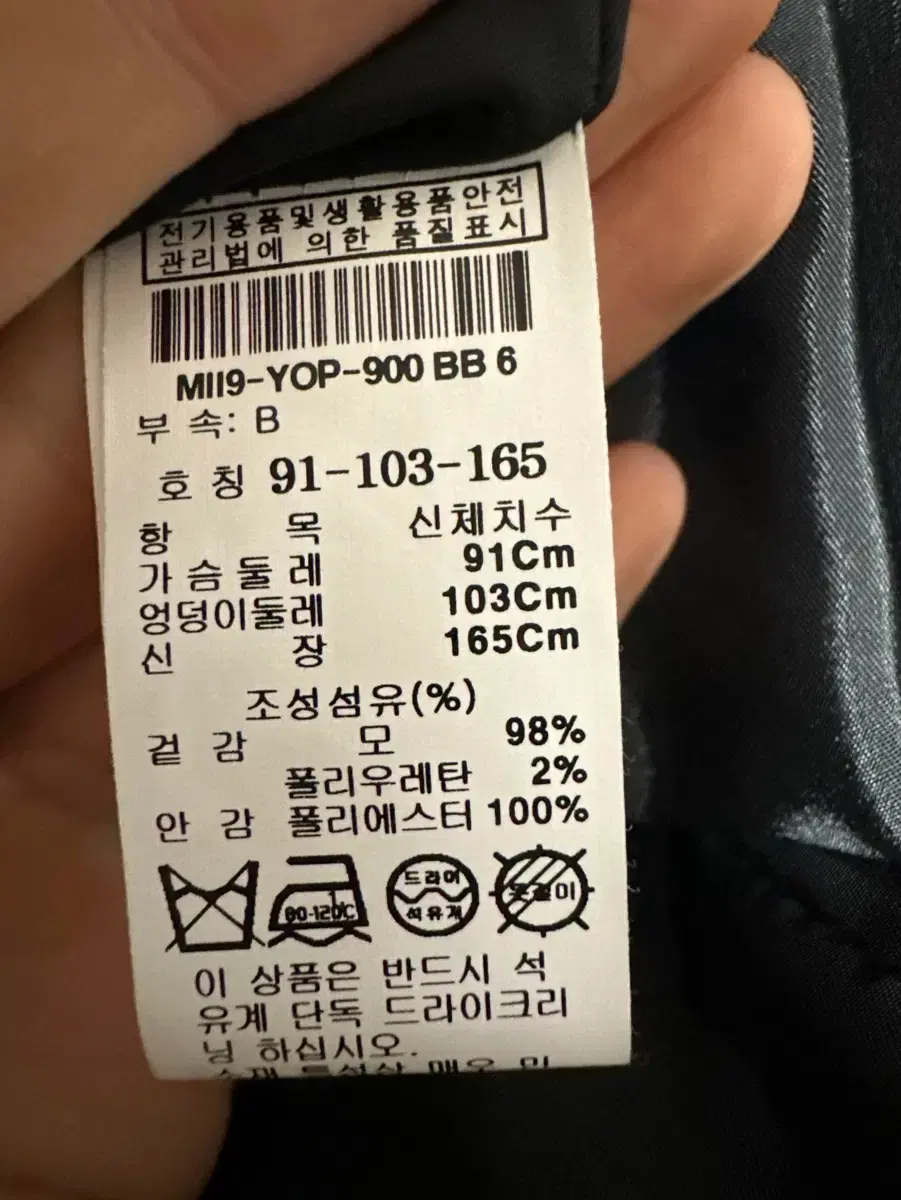 전기용품및생활용품안전
관리법에 의한 품질표시
MII9-YOP-900 BB 6
부 속: B
호 칭 91-103-165
항 목 신체치수
가슴둘레 91Cm
엉덩이둘레 103Cm
신 장 165Cm
조성섬유(%)
겉 감 모 98%
폴리우레탄 2%
안 감 폴리에스터 100%
80-120℃
드라이
석유계
옷걸이
이 상품은 반드시 석
유계 단독 드라이크리
닝 하십시오.